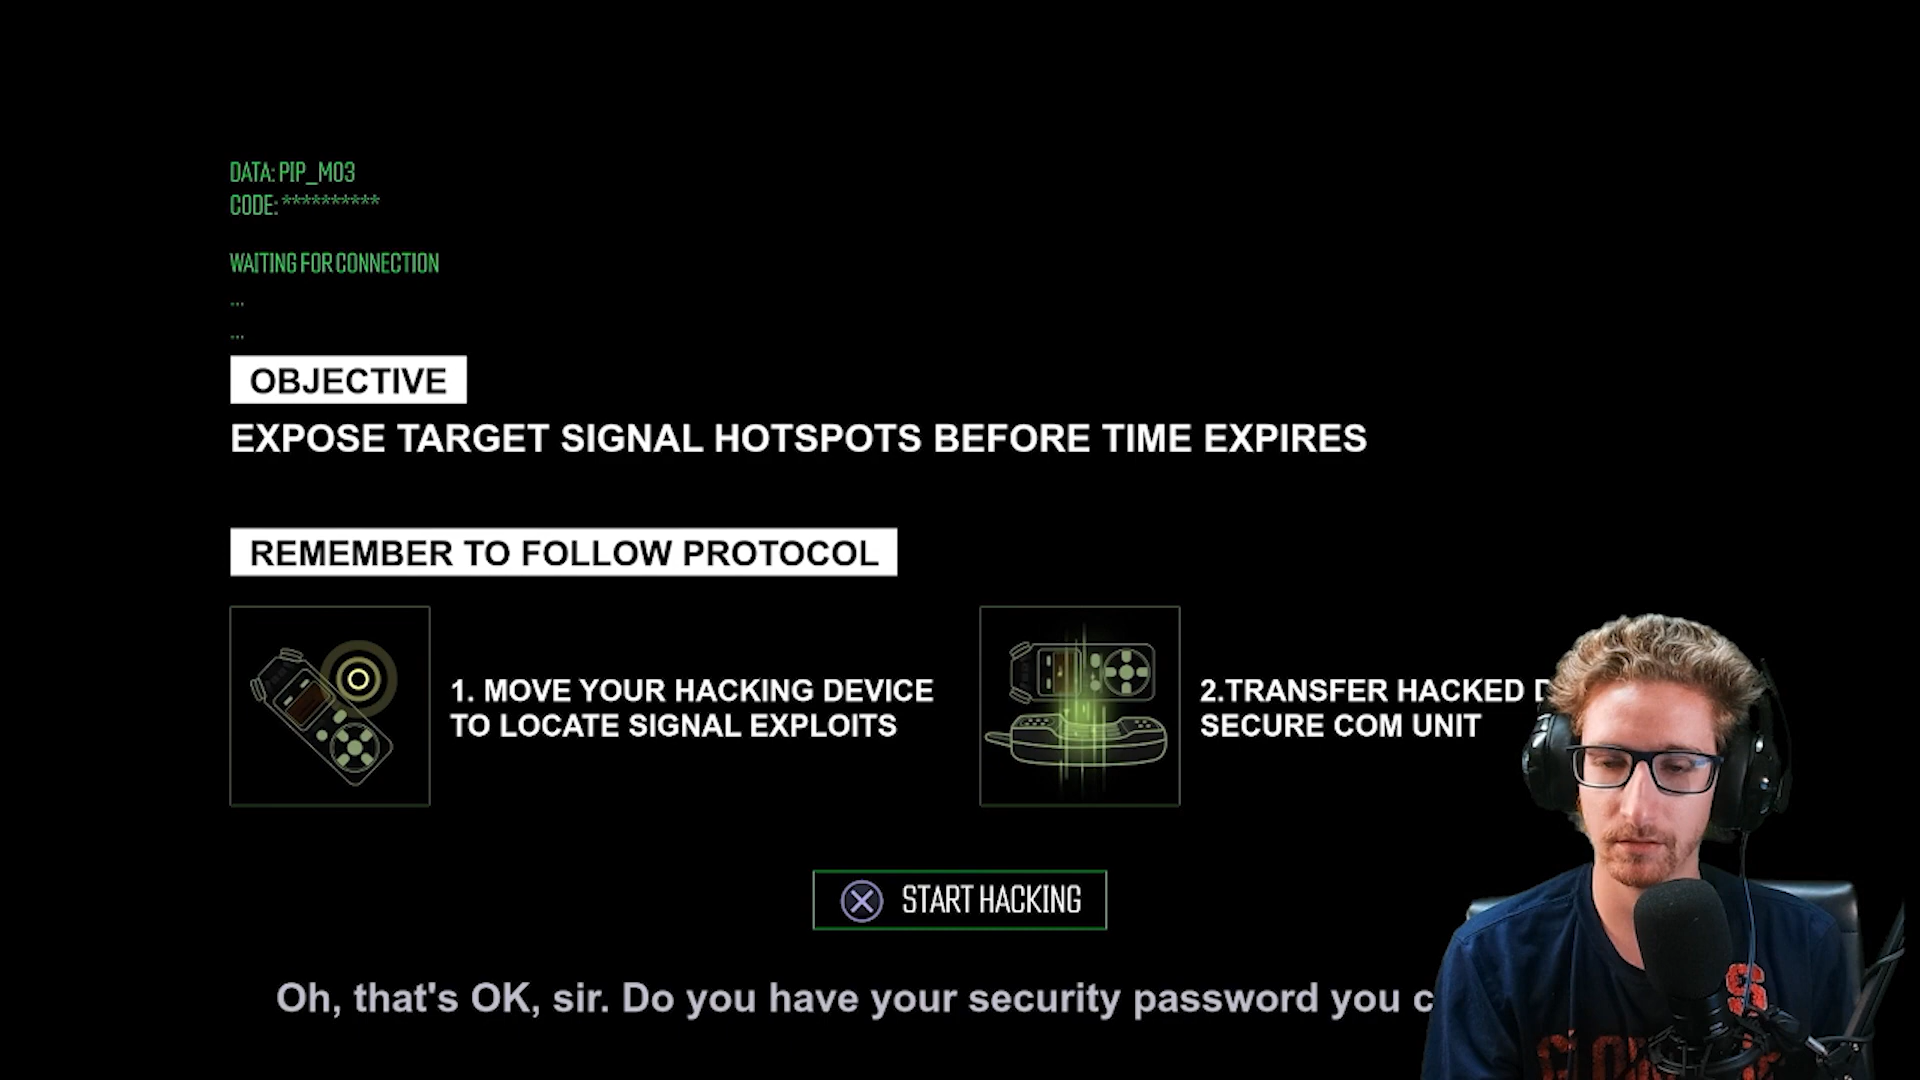 DATA: PIP_M03
CODE: **********
WAITING FOR CONNECTION
...
...
OBJECTIVE
EXPOSE TARGET SIGNAL HOTSPOTS BEFORE TIME EXPIRES
REMEMBER TO FOLLOW PROTOCOL
1. MOVE YOUR HACKING DEVICE
TO LOCATE SIGNAL EXPLOITS
2.TRANSFER HACKED
SECURE COM UNIT
START HACKING
Oh, that's OK, sir. Do you have your security password you
S